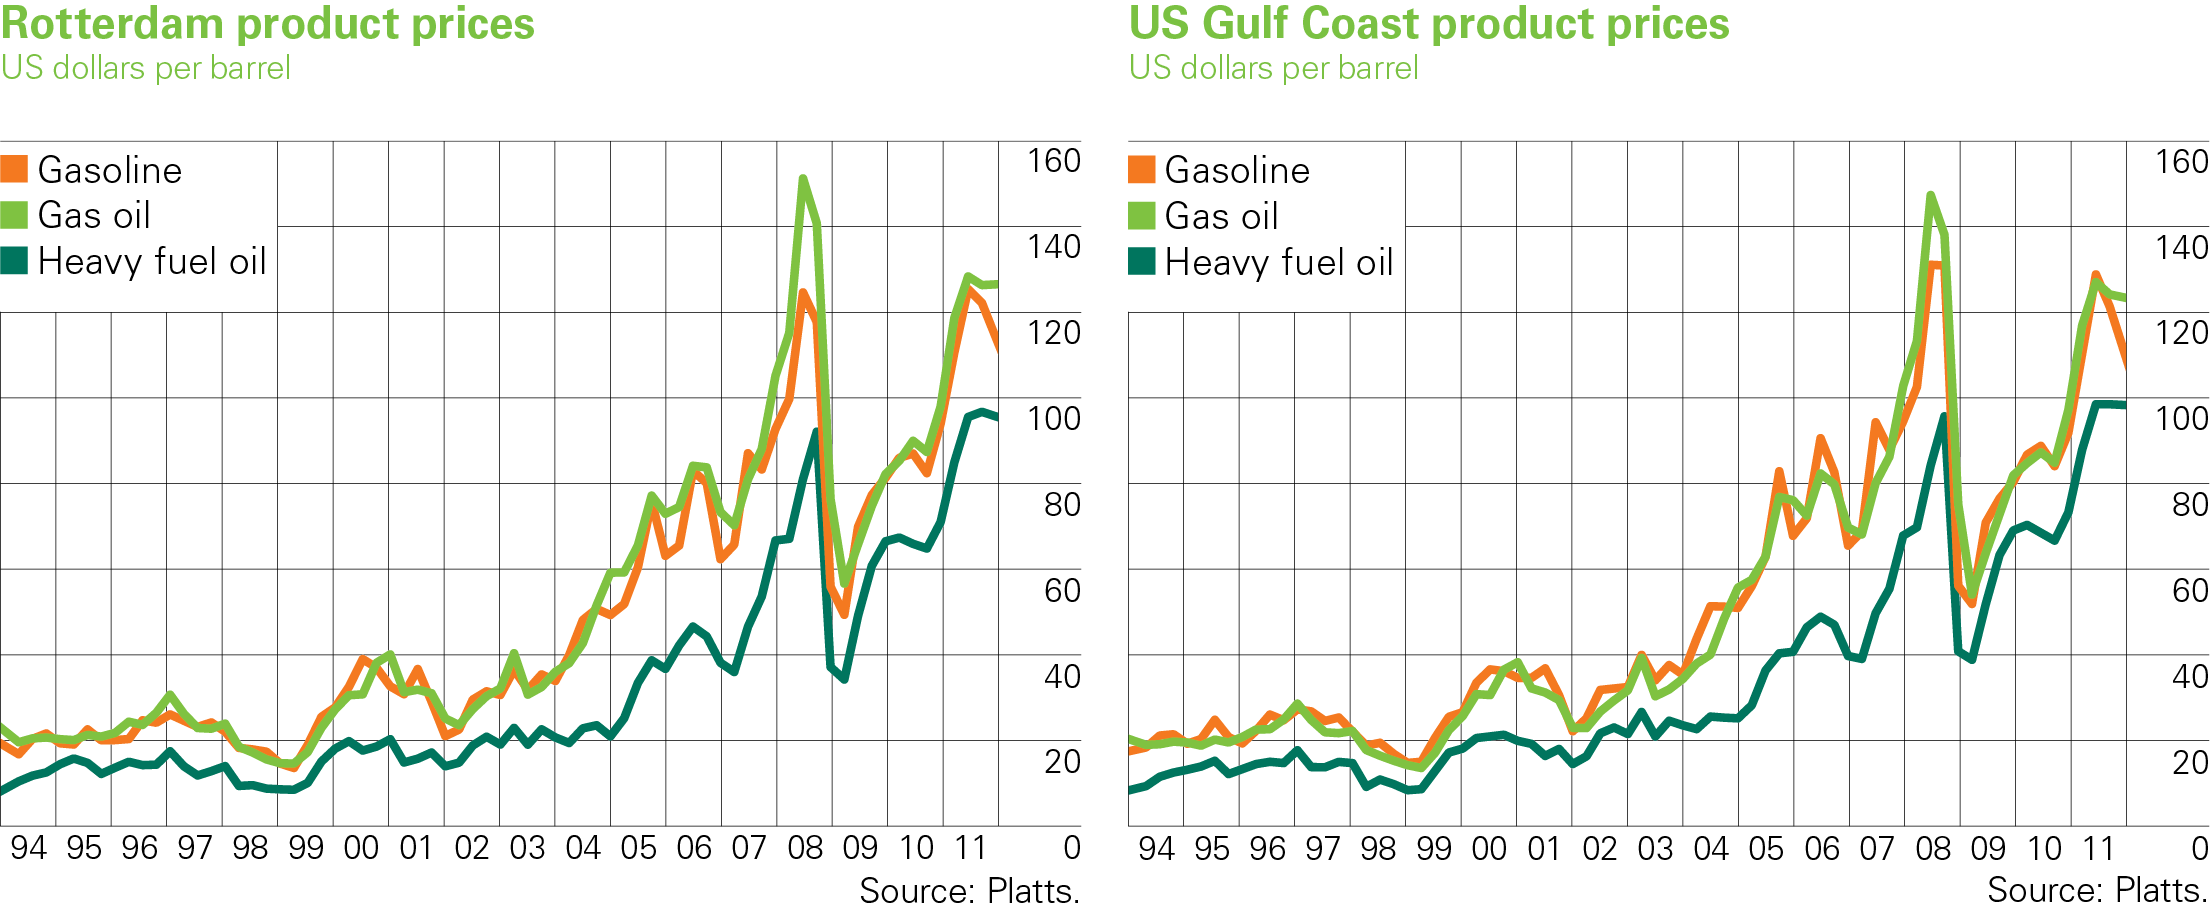 Rotterdam product prices
US dollars per barrel
Gasoline
Gas oil
Heavy fuel oil
160
140
120
100
80
60
40
20
0
94 95 96 97 98 99 00 01 02 03 04 05 06 07 08 09 10 11
Source: Platts.
US Gulf Coast product prices
US dollars per barrel
Gasoline
Gas oil
Heavy fuel oil
160
140
120
100
80
60
40
20
0
94 95 96 97 98 99 00 01 02 03 04 05 06 07 08 09 10 11
Source: Platts.